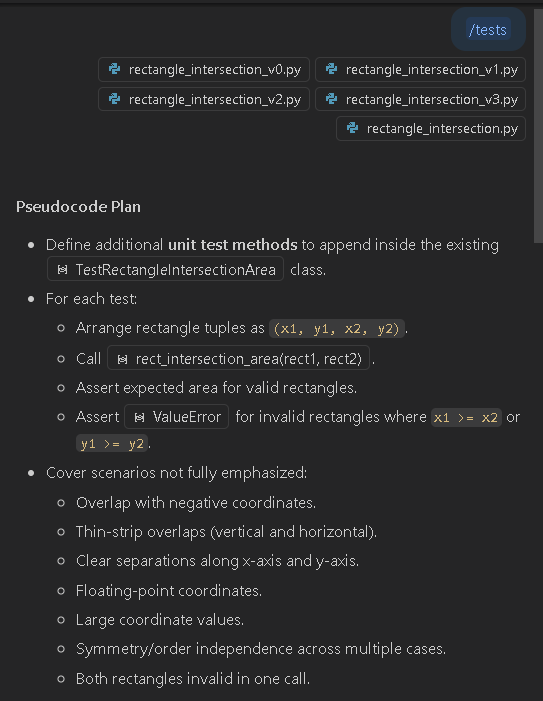 /tests
rectangle_intersection_v0.py rectangle_intersection_v1.py
rectangle_intersection_v2.py rectangle_intersection_v3.py
rectangle_intersection.py
Pseudocode Plan
Define additional unit test methods to append inside the existing
TestRectangleIntersectionArea class.
For each test:
Arrange rectangle tuples as (x1, y1, x2, y2).
Call rect_intersection_area(rect1, rect2).
Assert expected area for valid rectangles.
Assert ValueError for invalid rectangles where x1 >= x2 or
y1 >= y2.
Cover scenarios not fully emphasized:
Overlap with negative coordinates.
Thin-strip overlaps (vertical and horizontal).
Clear separations along x-axis and y-axis.
Floating-point coordinates.
Large coordinate values.
Symmetry/order independence across multiple cases.
Both rectangles invalid in one call.